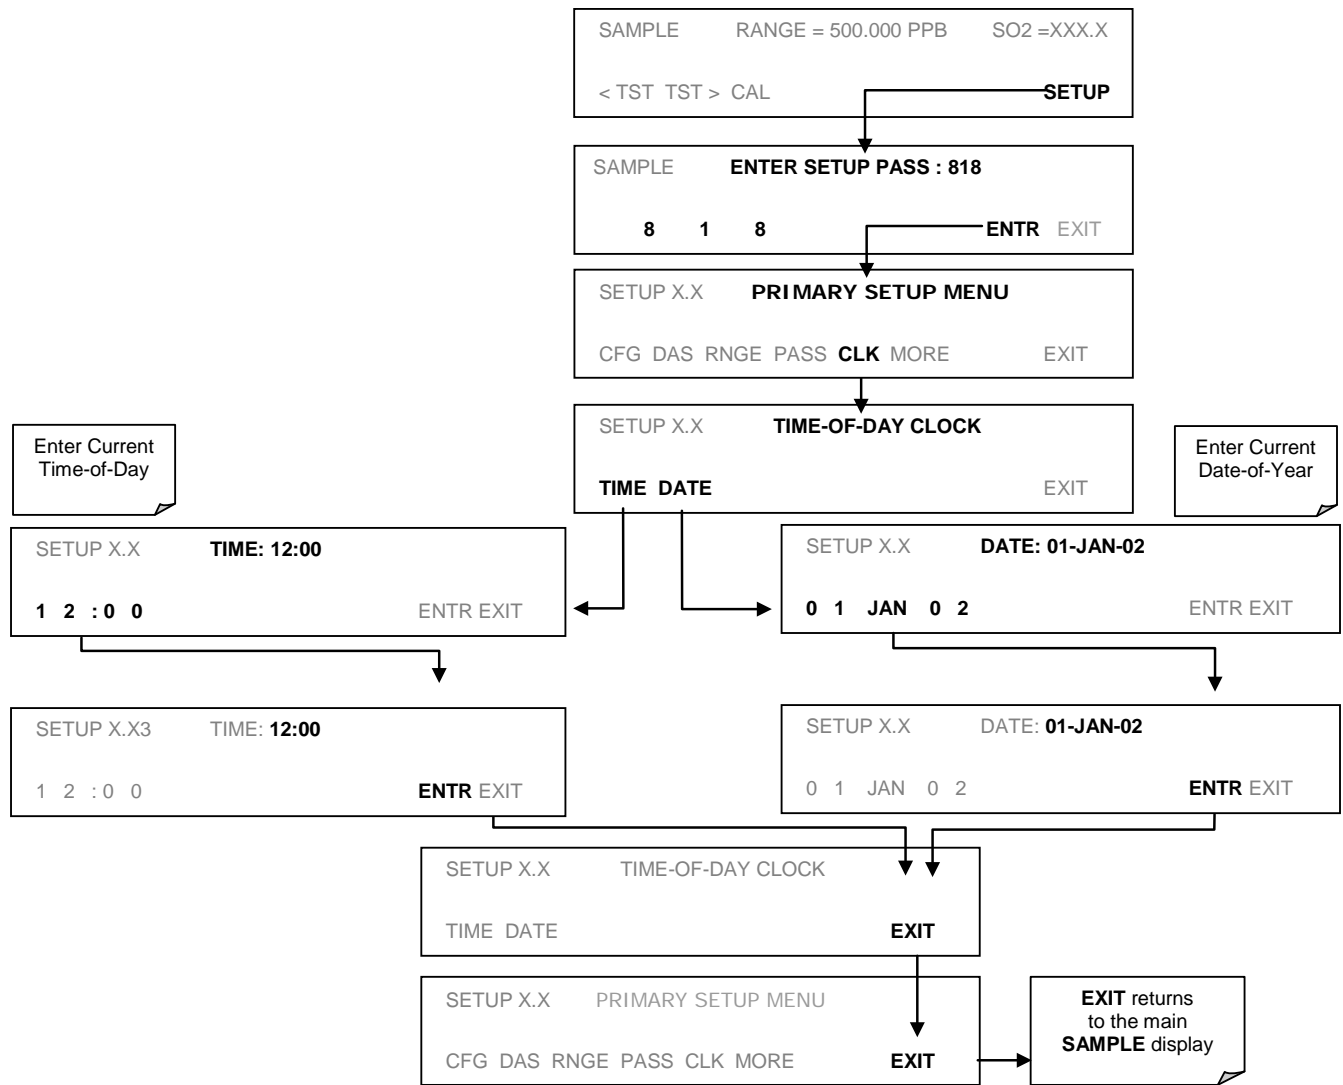 SAMPLE RANGE = 500.000 PPB SO2 =XXX.X
< TST TST > CAL SETUP
SAMPLE ENTER SETUP PASS : 818
8 1 8 ENTR EXIT
SETUP X.X PRIMARY SETUP MENU
CFG DAS RNGE PASS CLK MORE EXIT
SETUP X.X TIME-OF-DAY CLOCK
TIME DATE EXIT
Enter Current
Time-of-Day
Enter Current
Date-of-Year
SETUP X.X TIME: 12:00
1 2 : 0 0 ENTR EXIT
SETUP X.X DATE: 01-JAN-02
0 1 JAN 0 2 ENTR EXIT
SETUP X.X3 TIME: 12:00
1 2 : 0 0 ENTR EXIT
SETUP X.X DATE: 01-JAN-02
0 1 JAN 0 2 ENTR EXIT
SETUP X.X TIME-OF-DAY CLOCK
TIME DATE EXIT
SETUP X.X PRIMARY SETUP MENU
CFG DAS RNGE PASS CLK MORE EXIT
EXIT returns
to the main
SAMPLE display